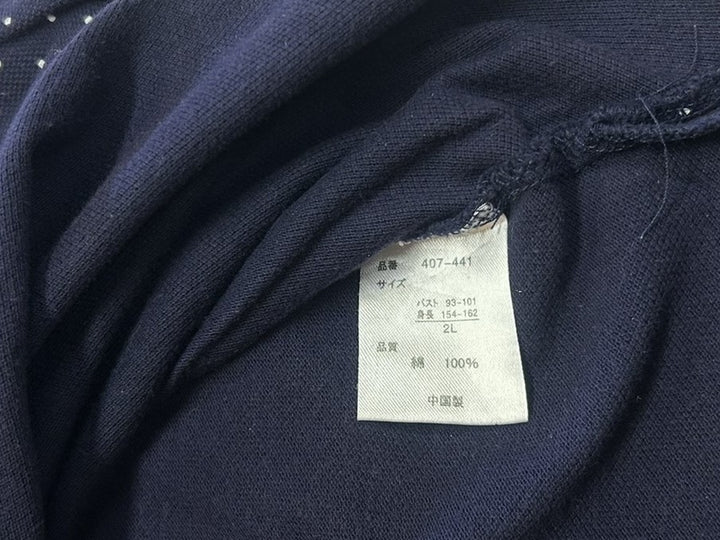 品番 407-441
サイズ
バスト 93-101
身長 154-162
2L
品質
綿 100%
中国製